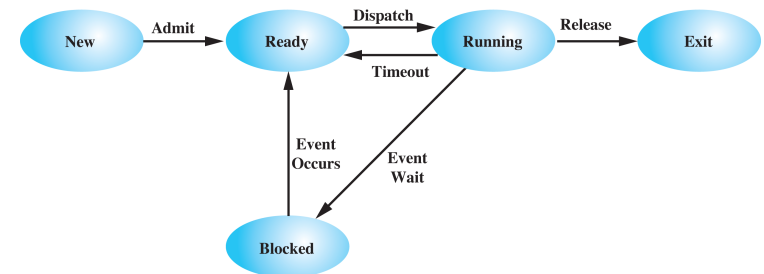 New
Admit
Ready
Dispatch
Timeout
Running
Release
Exit
Event
Occurs
Event
Wait
Blocked